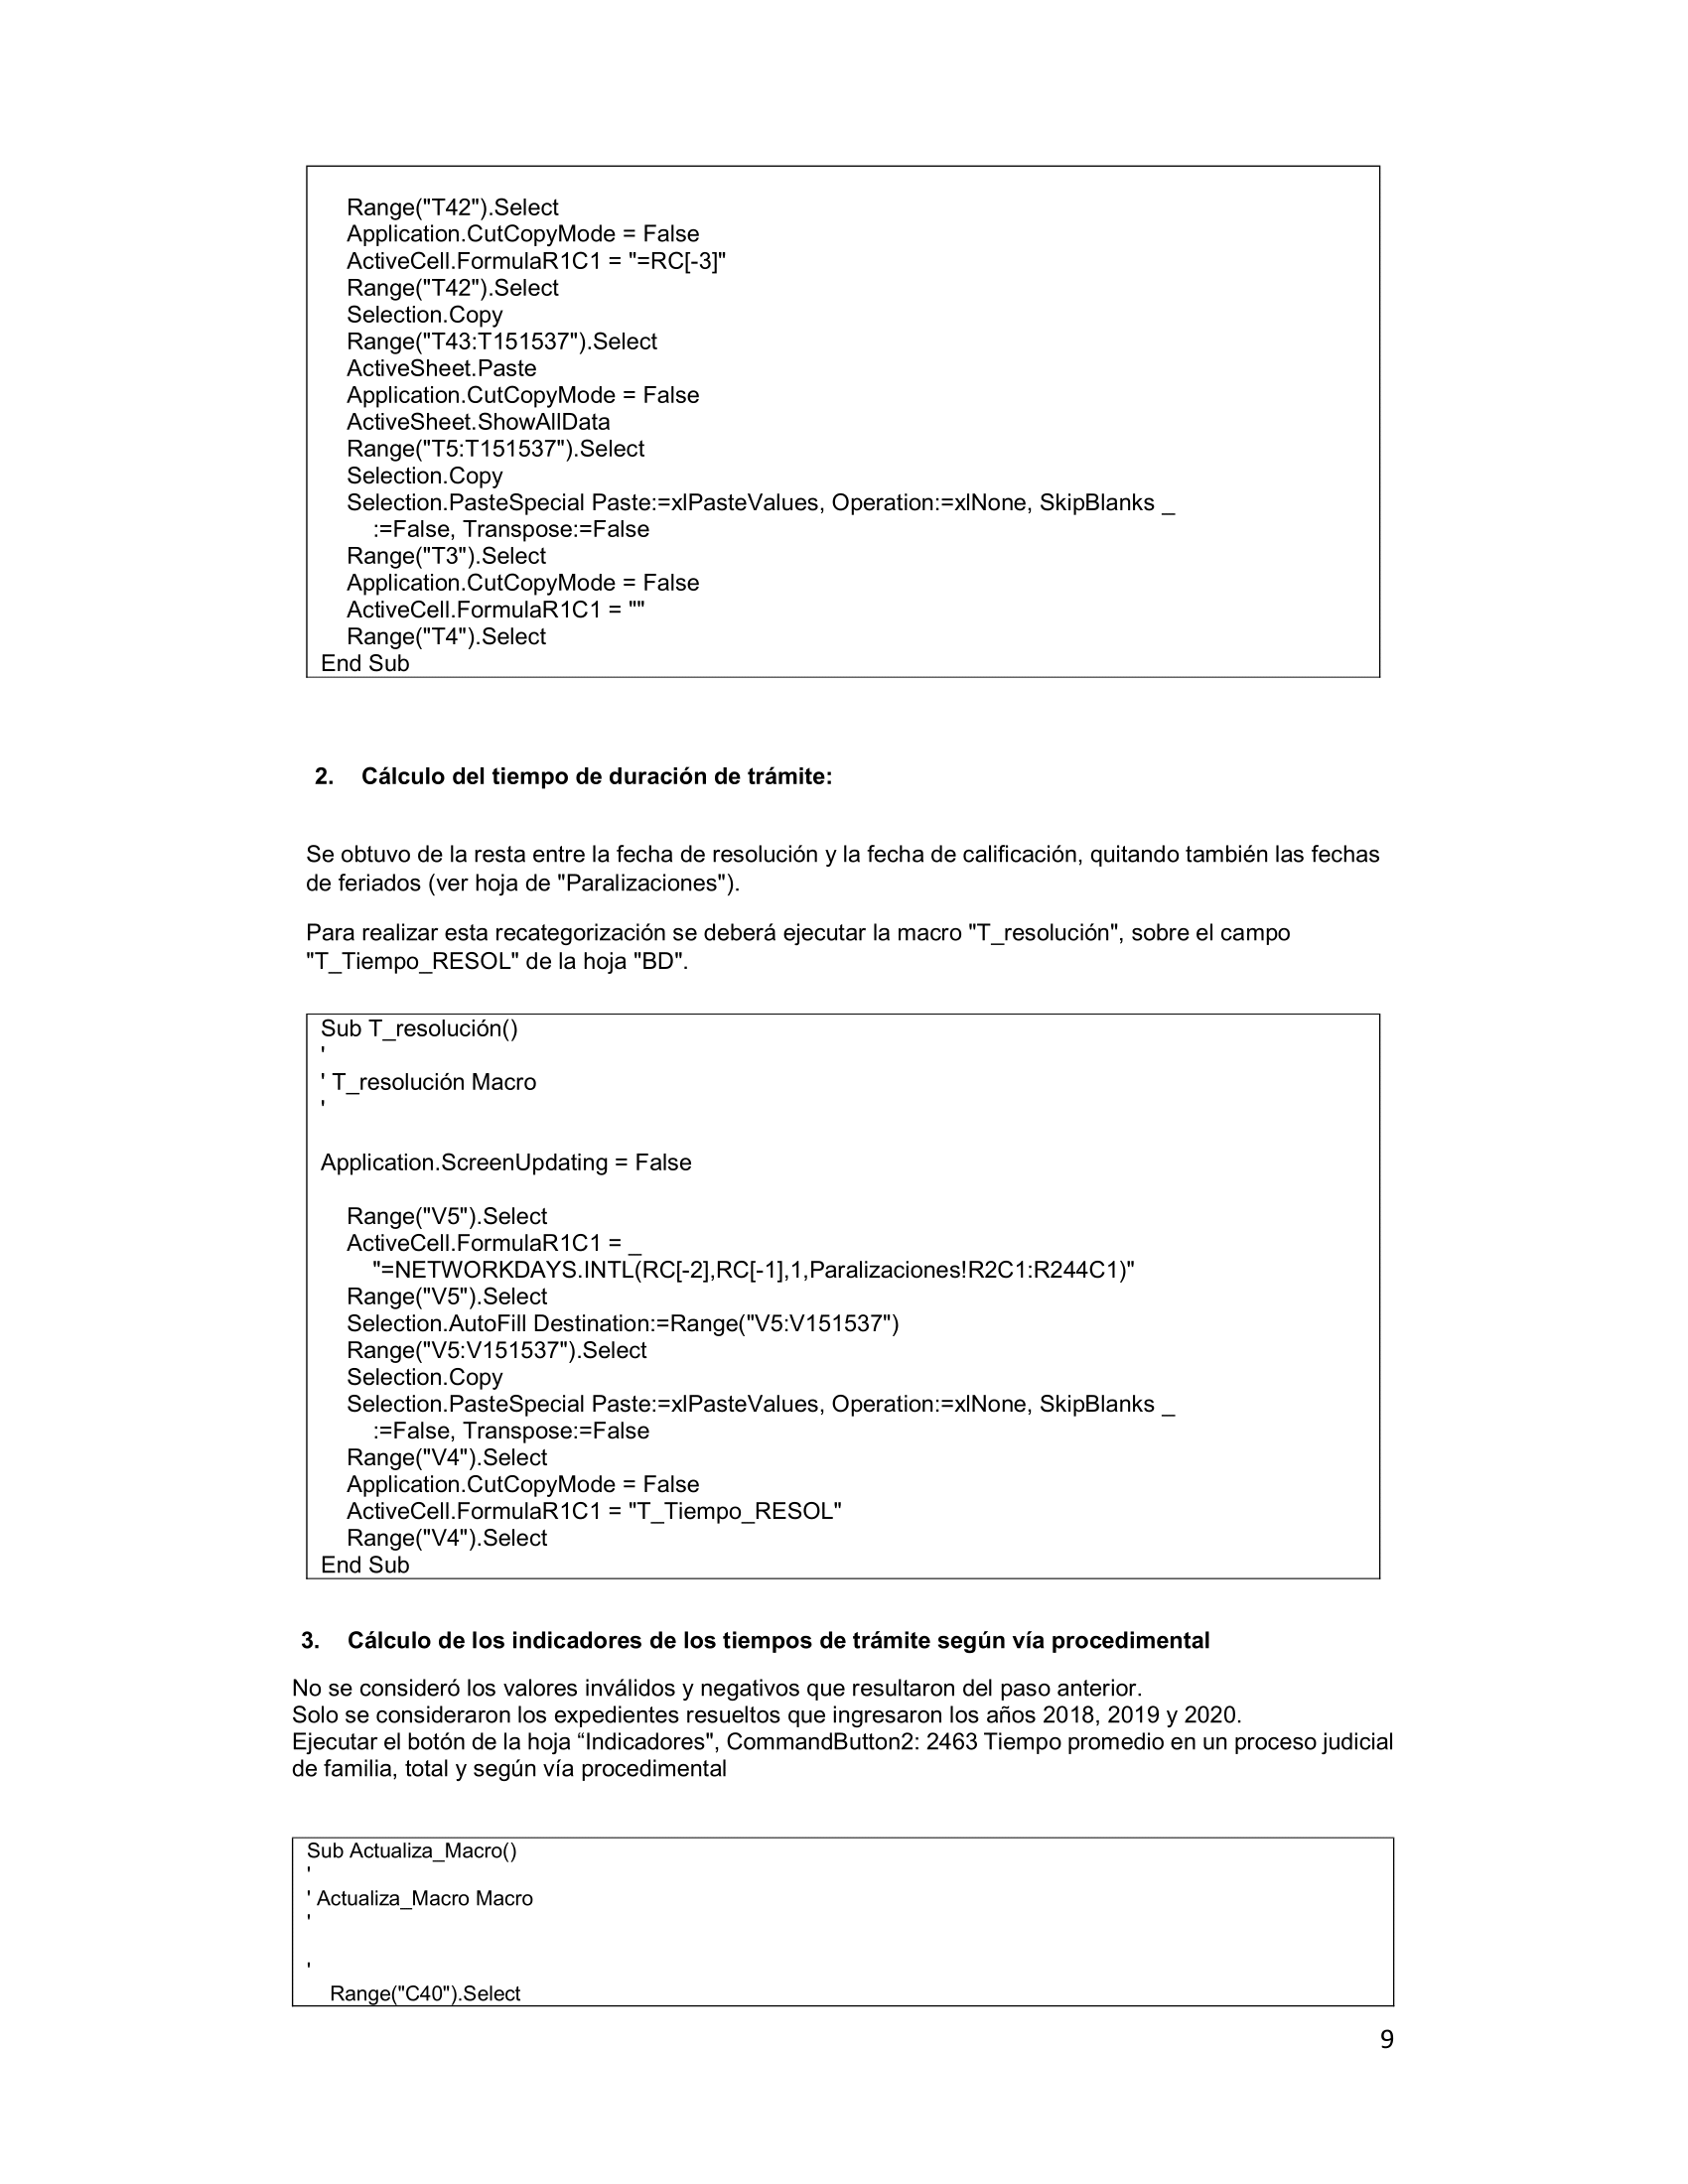 Range("T42").Select
Application.CutCopyMode = False
ActiveCell.FormulaR1C1 = "=RC[-3]"
Range("T42").Select
Selection.Copy
Range("T43:T151537").Select
ActiveSheet.Paste
Application.CutCopyMode = False
ActiveSheet.ShowAllData
Range("T5:T151537").Select
Selection.Copy
Selection.PasteSpecial Paste:=xlPasteValues, Operation:=xlNone, SkipBlanks _
:=False, Transpose:=False
Range("T3").Select
Application.CutCopyMode = False
ActiveCell.FormulaR1C1 = ""
Range("T4").Select
End Sub
2. Cálculo del tiempo de duración de trámite:
Se obtuvo de la resta entre la fecha de resolución y la fecha de calificación, quitando también las fechas
de feriados (ver hoja de "Paralizaciones").
Para realizar esta recategorización se deberá ejecutar la macro "T_resolución", sobre el campo
"T_Tiempo_RESOL" de la hoja "BD".
Sub T_resolución()
'
' T_resolución Macro
'
Application.ScreenUpdating = False
Range("V5").Select
ActiveCell.FormulaR1C1 = _
"=NETWORKDAYS.INTL(RC[-2],RC[-1],1,Paralizaciones!R2C1:R244C1)"
Range("V5").Select
Selection.AutoFill Destination:=Range("V5:V151537")
Range("V5:V151537").Select
Selection.Copy
Selection.PasteSpecial Paste:=xlPasteValues, Operation:=xlNone, SkipBlanks _
:=False, Transpose:=False
Range("V4").Select
Application.CutCopyMode = False
ActiveCell.FormulaR1C1 = "T_Tiempo_RESOL"
Range("V4").Select
End Sub
3. Cálculo de los indicadores de los tiempos de trámite según vía procedimental
No se consideró los valores inválidos y negativos que resultaron del paso anterior.
Solo se consideraron los expedientes resueltos que ingresaron los años 2018, 2019 y 2020.
Ejecutar el botón de la hoja “Indicadores", CommandButton2: 2463 Tiempo promedio en un proceso judicial
de familia, total y según vía procedimental
Sub Actualiza_Macro()
'
' Actualiza_Macro Macro
'
'
Range("C40").Select
9